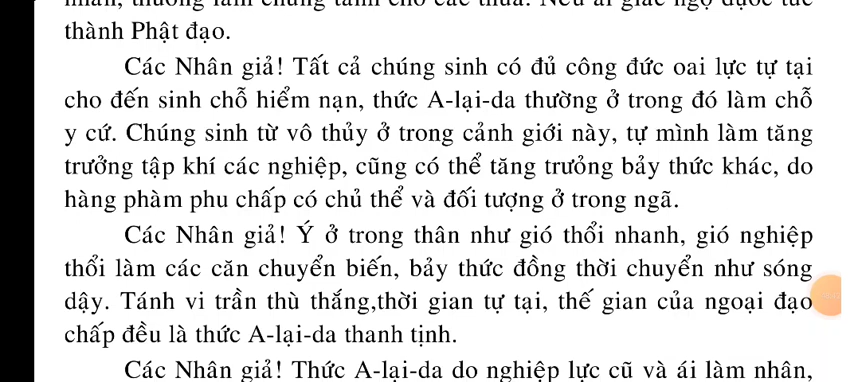 thành Phật đạo.
Các Nhân giả! Tất cả chúng sinh có đủ công đức oai lực tự tại
cho đến sinh chỗ hiểm nạn, thức A-lại-da thường ở trong đó làm chỗ
y cứ. Chúng sinh từ vô thủy ở trong cảnh giới này, tự mình làm tăng
trưởng tập khí các nghiệp, cũng có thể tăng trưỏng bảy thức khác, do
hàng phàm phu chấp có chủ thể và đối tượng ở trong ngã.
Các Nhân giả! Ý ở trong thân như gió thổi nhanh, gió nghiệp
thổi làm các căn chuyển biến, bảy thức đồng thời chuyển như sóng
dậy. Tánh vi trần thù thắng,thời gian tự tại, thế gian của ngoại đạo
chấp đều là thức A-lại-da thanh tịnh.
Các Nhân giả! Thức A-lại-da do nghiệp lực cũ và ái làm nhân,